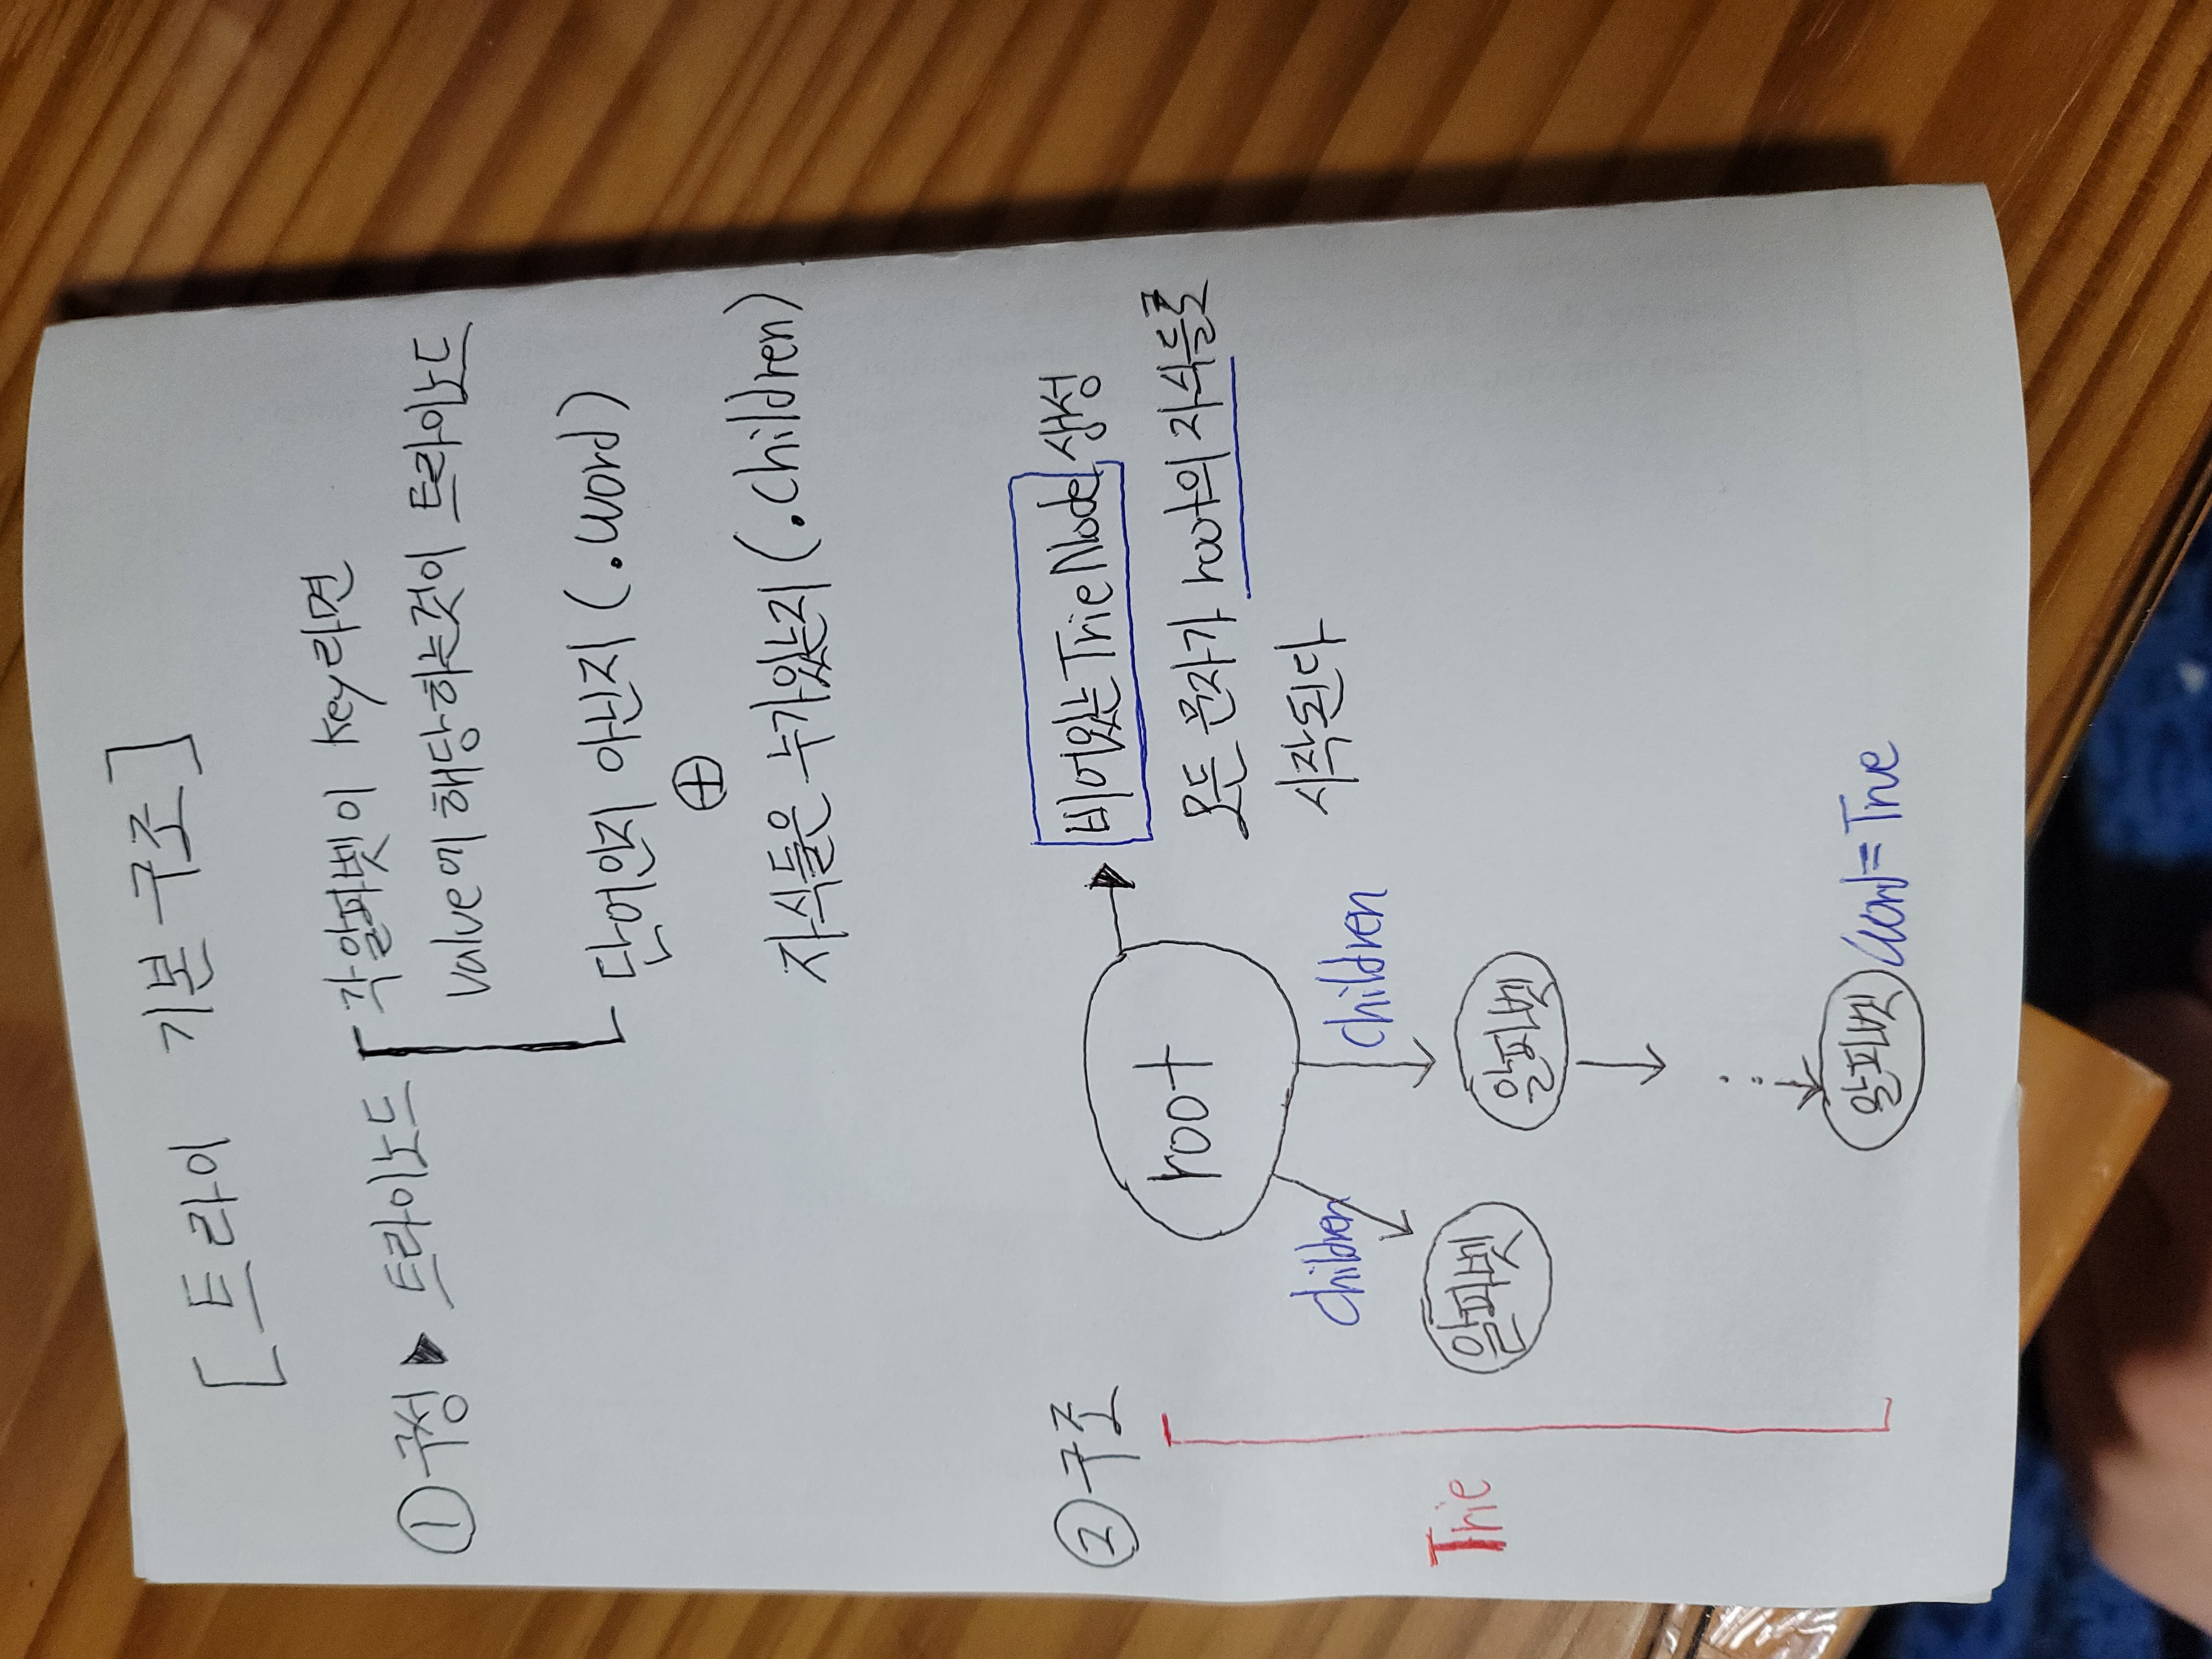 [트라이 기본 구조]
① 구성 ▶ 트라이노드
각 알파벳이 key라면
value에 해당하는것이 트라이노드
단어인지 아닌지 (.word)
⊕
자식들은 누가있는지 (.children)
② 구조
root
비어있는 TrieNode 생성
모든 문자가 root의 자식들로
시작된다
children
children
Trie
알파벳
알파벳
알파벳 word=True